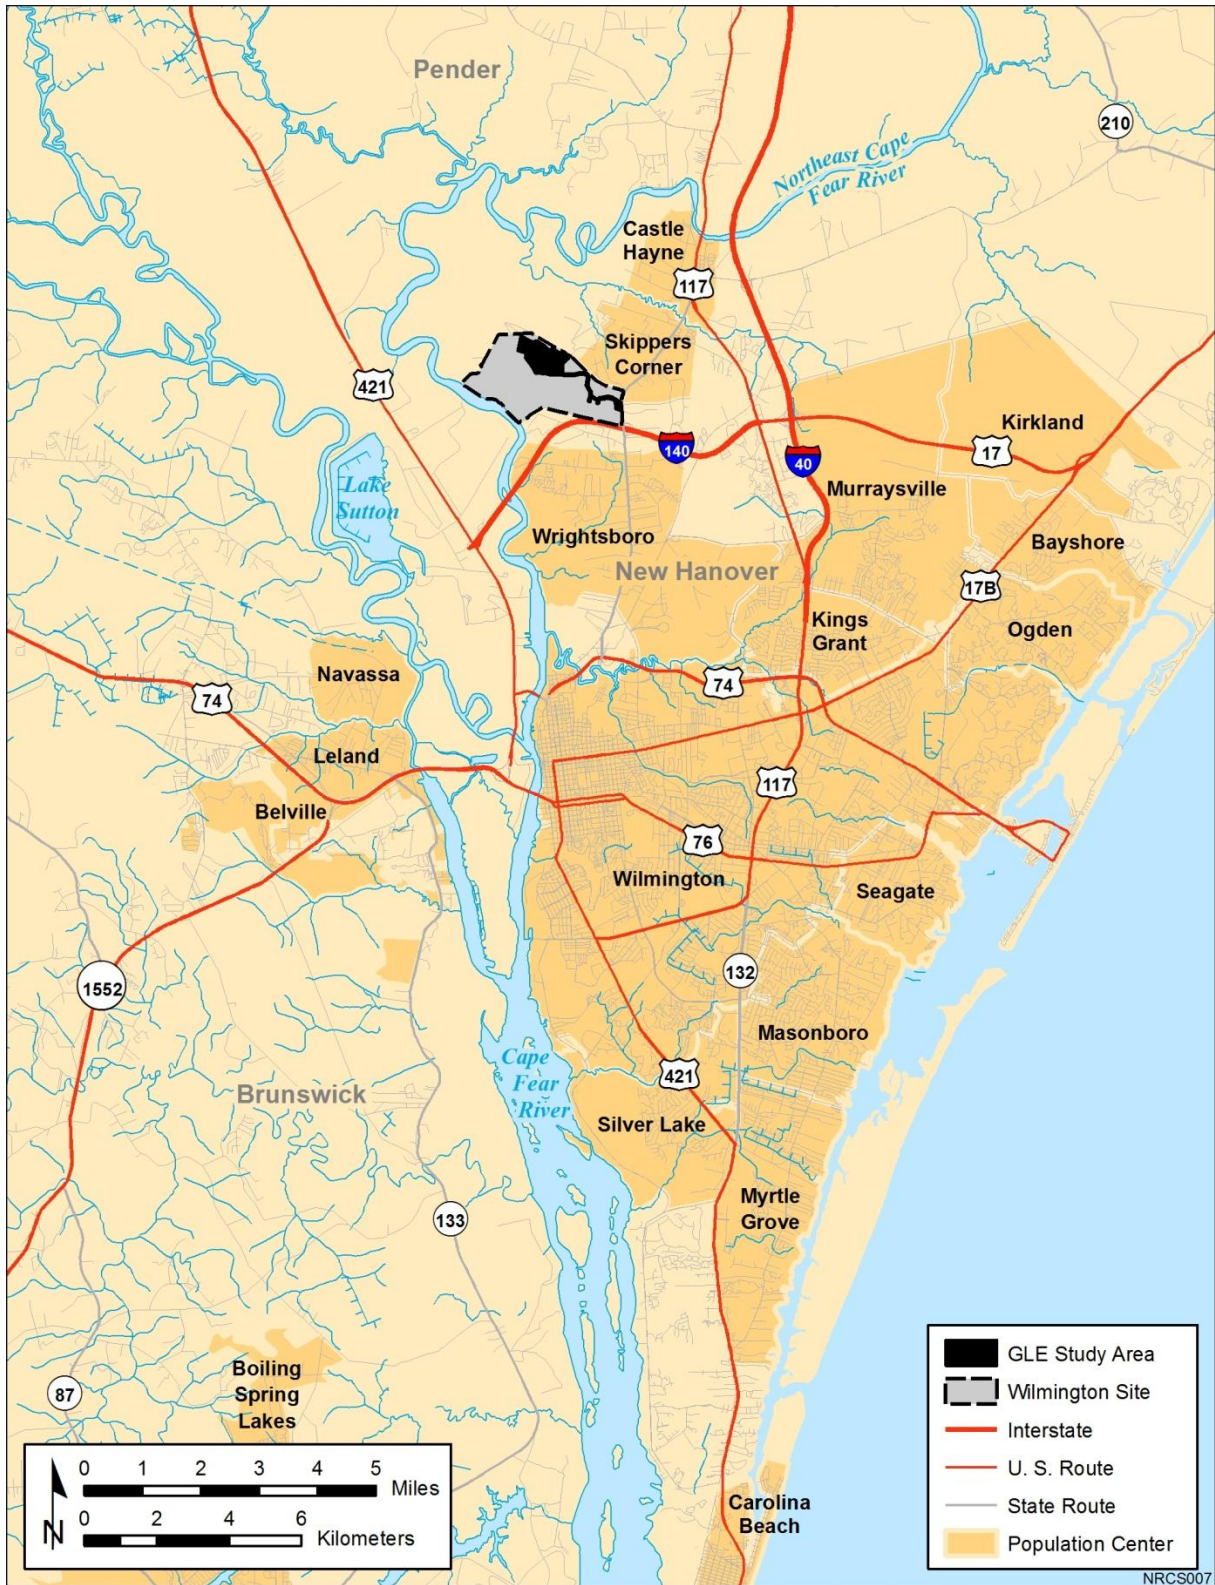 Pender
210
Northeast Cape
Fear River
Castle
Hayne
117
Skippers
Corner
421
Kirkland
140
17
40
Murraysville
Lake
Sutton
Wrightsboro
Bayshore
New Hanover
17B
Kings
Grant
Ogden
Navassa
74
74
Leland
117
Belville
76
Wilmington
Seagate
132
1552
Masonboro
Cape
Fear
River
421
Brunswick
Silver Lake
Myrtle
Grove
133
Boiling
Spring
Lakes
87
Carolina
Beach
GLE Study Area
Wilmington Site
Interstate
U. S. Route
State Route
Population Center
N
0 1 2 3 4 5
Miles
0 2 4 6
Kilometers
NRCS007